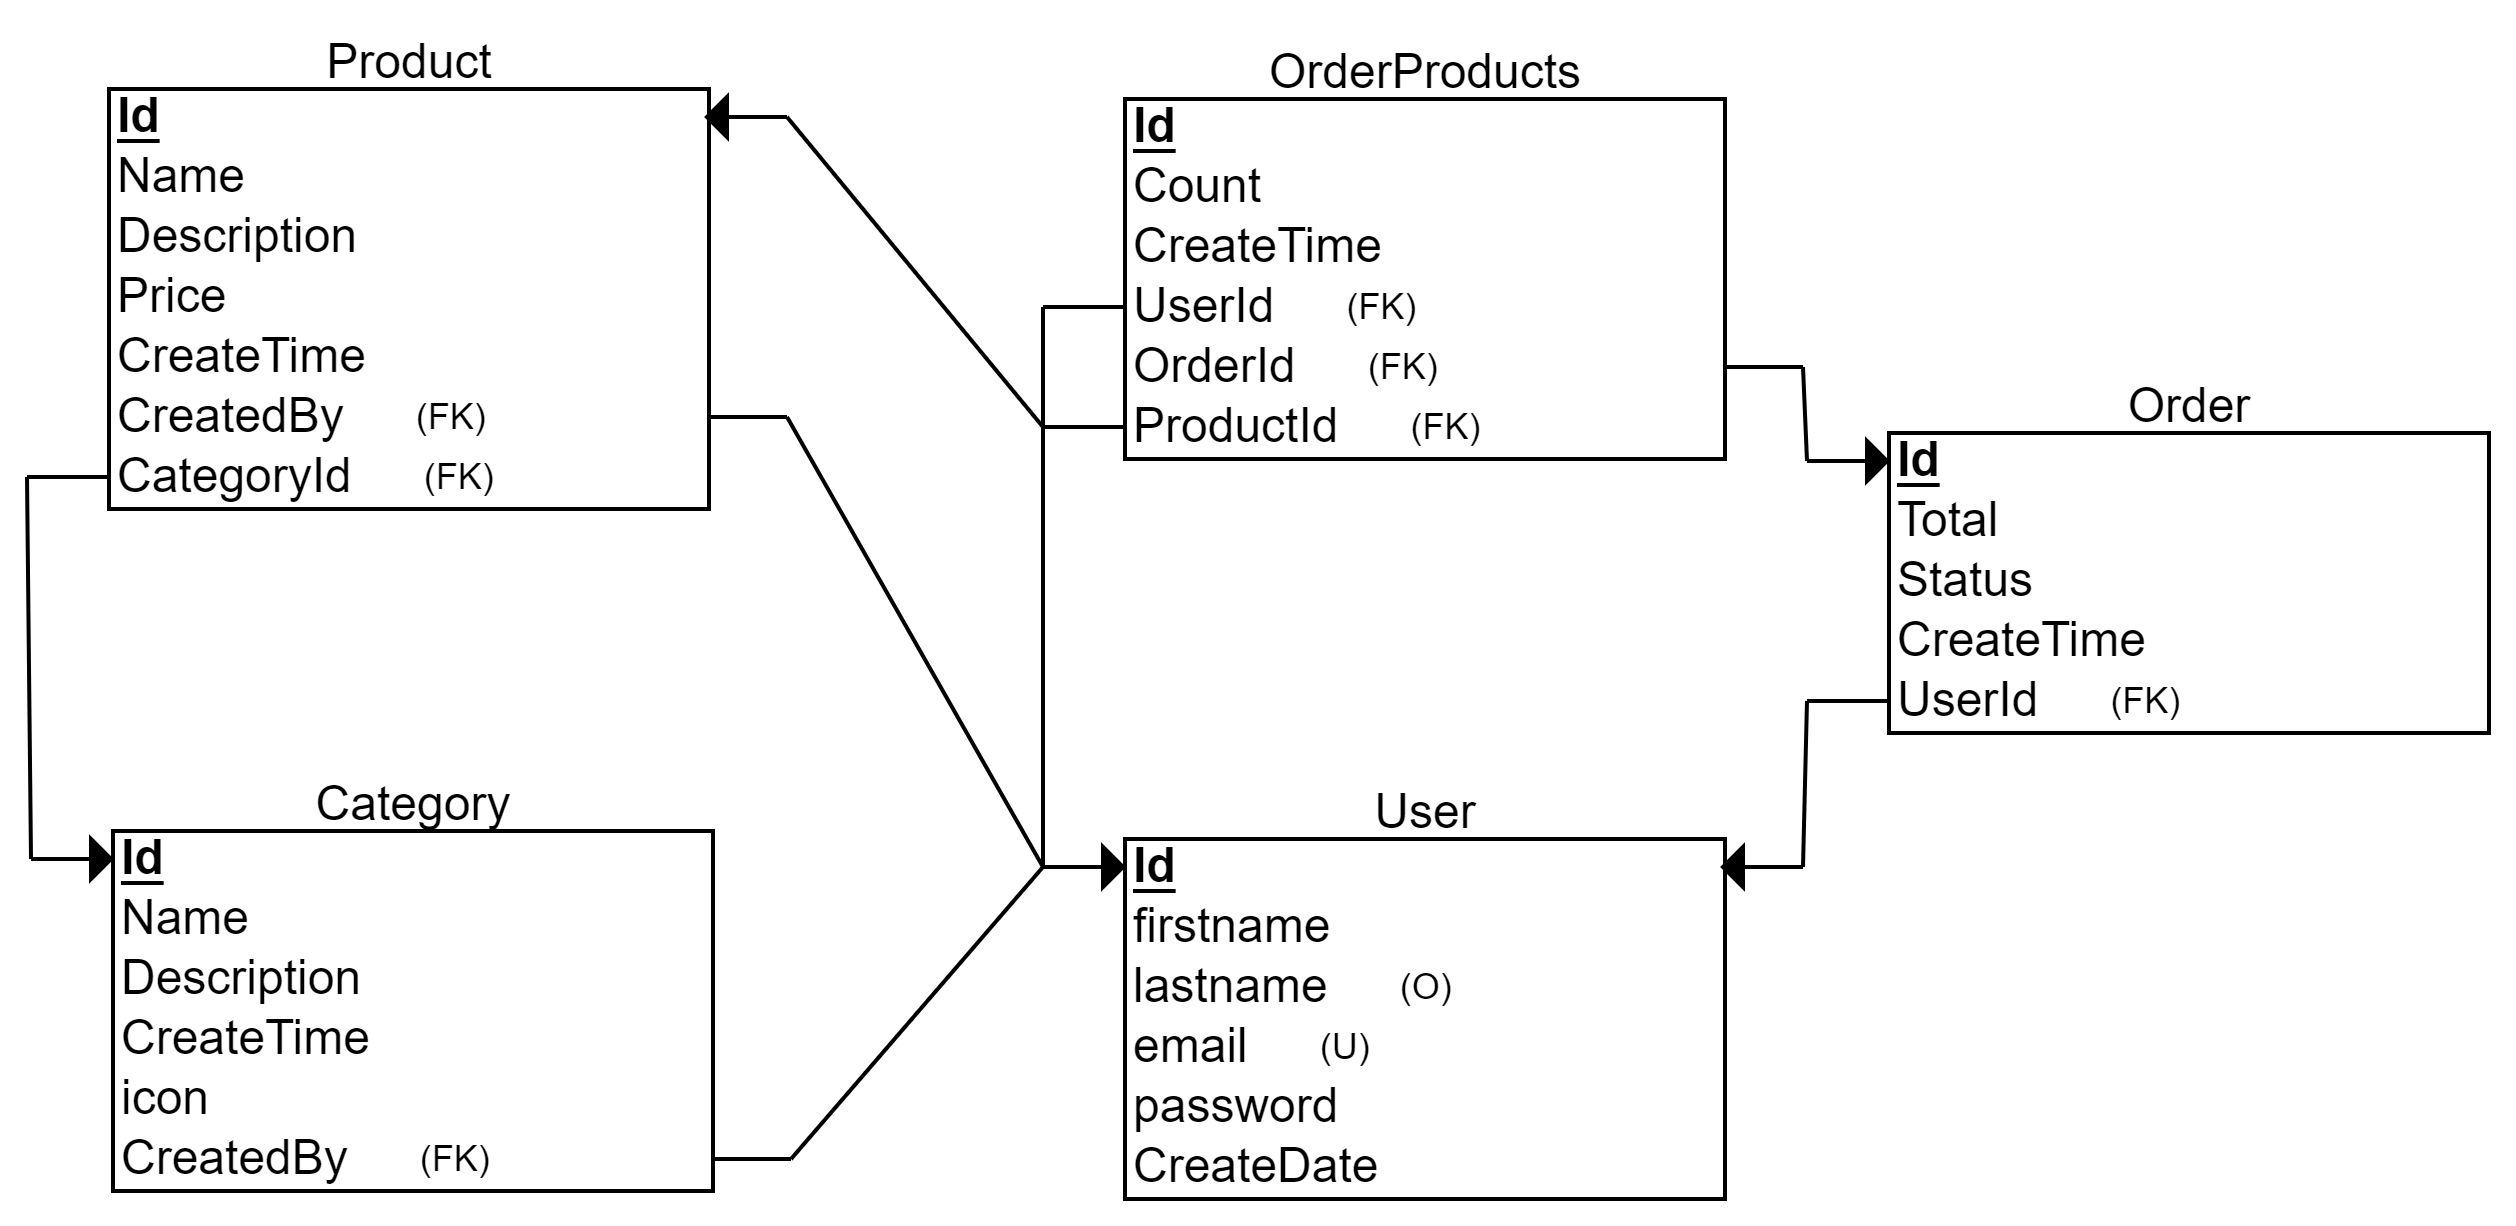 Product
Id
Name
Description
Price
CreateTime
CreatedBy (FK)
CategoryId (FK)
OrderProducts
Id
Count
CreateTime
UserId (FK)
OrderId (FK)
ProductId (FK)
Order
Id
Total
Status
CreateTime
UserId (FK)
Category
Id
Name
Description
CreateTime
icon
CreatedBy (FK)
User
Id
firstname
lastname (O)
email (U)
password
CreateDate